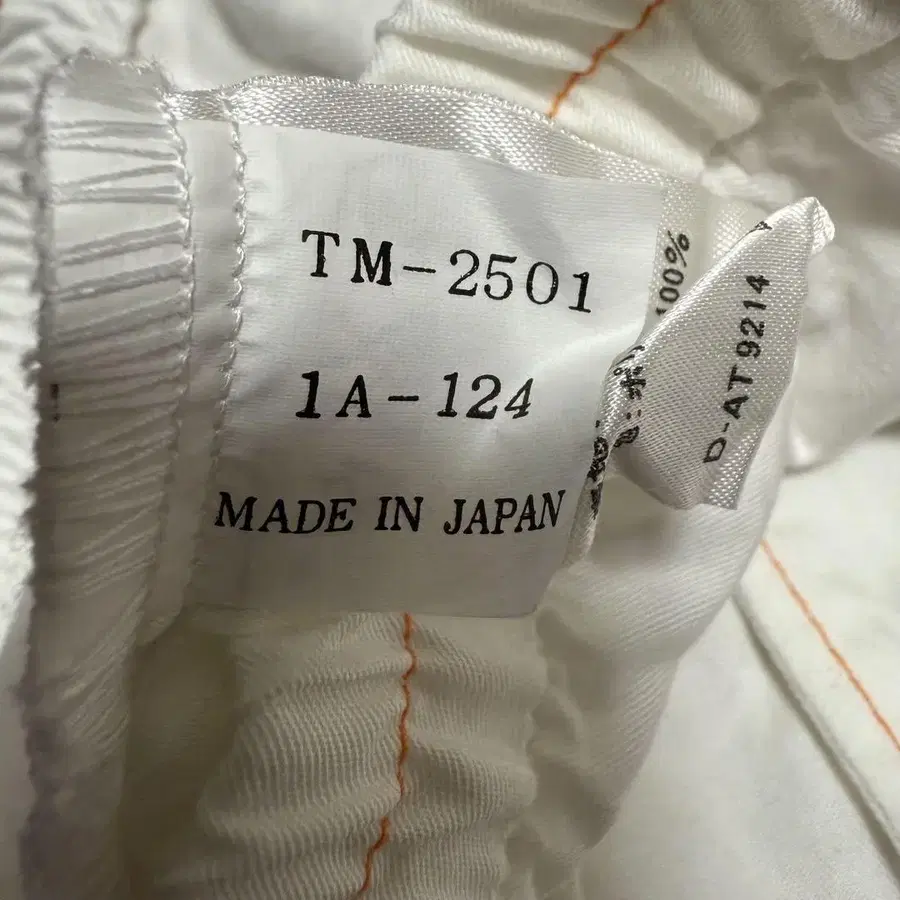 TM-2501
1A-124
MADE IN JAPAN
100%
D-AT9214